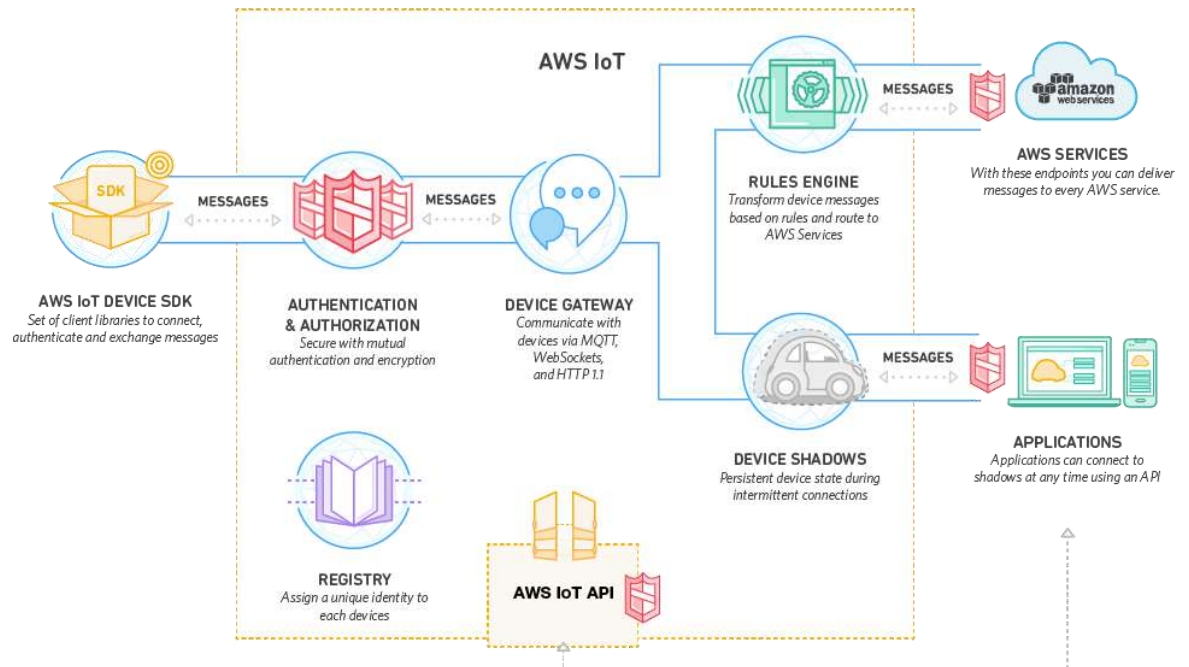 AWS IoT
MESSAGES
amazon
webservices
AWS SERVICES
With these endpoints you can deliver
messages to every AWS service.
RULES ENGINE
Transform device messages
based on rules and route to
AWS Services
SDK
MESSAGES
MESSAGES
AWS IoT DEVICE SDK
Set of client libraries to connect,
authenticate and exchange messages
AUTHENTICATION
& AUTHORIZATION
Secure with mutual
authentication and encryption
DEVICE GATEWAY
Communicate with
devices via MQTT,
WebSockets,
and HTTP 1.1
MESSAGES
DEVICE SHADOWS
Persistent device state during
intermittent connections
APPLICATIONS
Applications can connect to
shadows at any time using an API
REGISTRY
Assign a unique identity to
each devices
AWS IoT API